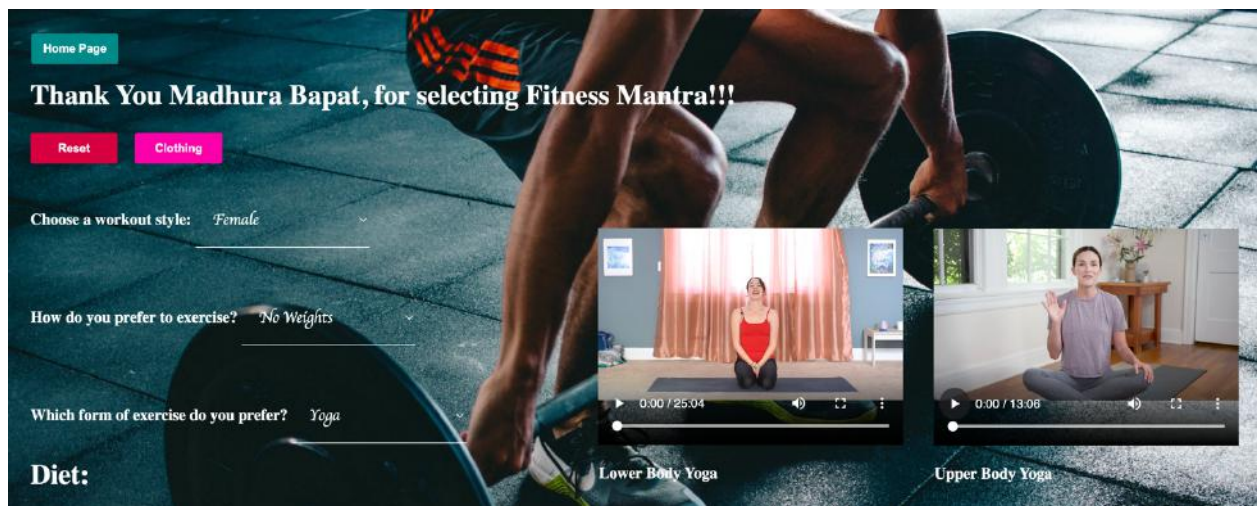 Home Page
Thank You Madhura Bapat, for selecting Fitness Mantra!!!
Reset Clothing
Choose a workout style: Female
How do you prefer to exercise? No Weights
Which form of exercise do you prefer? Yoga
0:00 / 25:04
0:00 / 13:06
Diet:
Lower Body Yoga
Upper Body Yoga